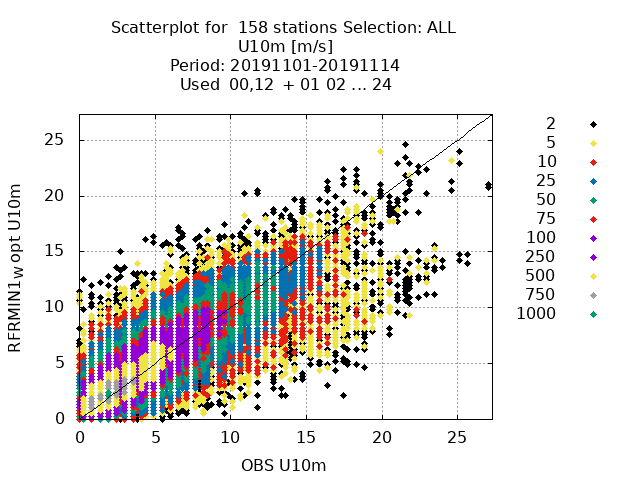 Scatterplot for  158 stations Selection: ALL
U10m [m/s]
Period: 20191101-20191114
Used  00,12  + 01 02 ... 24
RFRMIN1W opt U10m
25
20
15
10
5
0
0 5 10 15 20 25
OBS U10m
2
5
10
25
50
75
100
250
500
750
1000